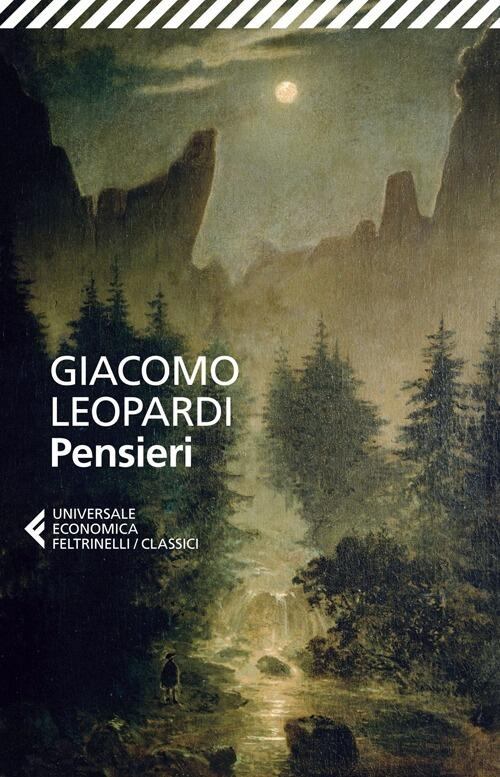 GIACOMO
LEOPARDI
Pensieri
UNIVERSALE
ECONOMICA
FELTRINELLI/CLASSICI